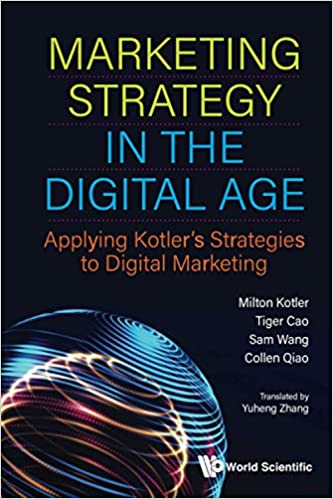 MARKETING
STRATEGY
IN THE
DIGITAL AGE
Applying Kotler's Strategies
to Digital Marketing
Milton Kotler
Tiger Cao
Sam Wang
Collen Qiao
Translated by
Yuheng Zhang
World Scientific